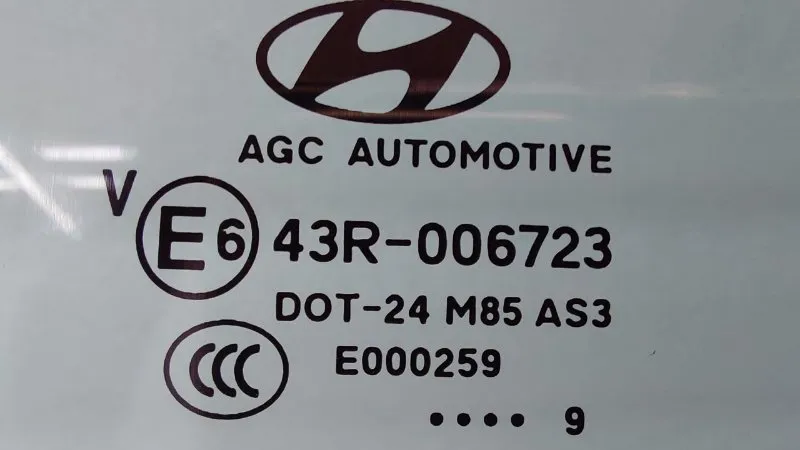 AGC AUTOMOTIVE
V E6 43R-006723
DOT-24 M85 AS3
CCC E000259
•••• 9